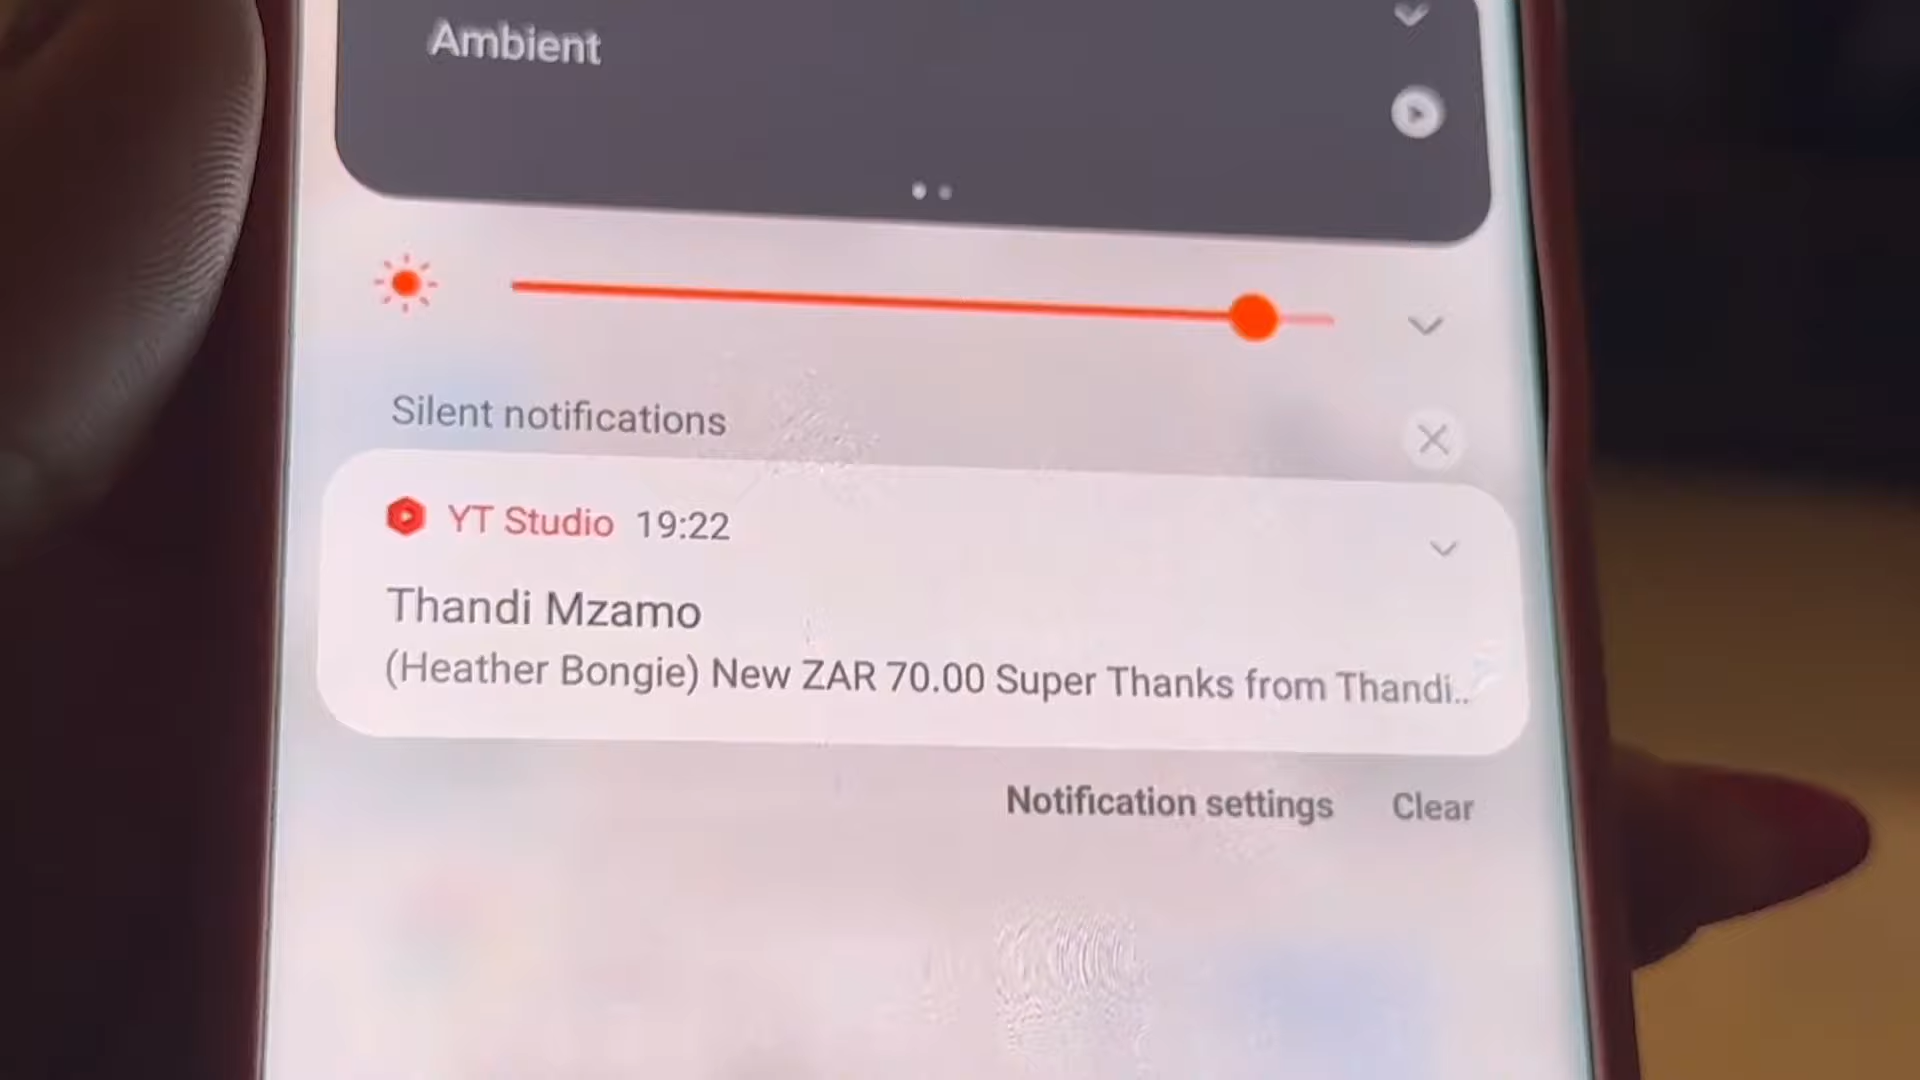 Ambient
Silent notifications
YT Studio 19:22
Thandi Mzamo
(Heather Bongie) New ZAR 70.00 Super Thanks from Thandi..
Notification settings Clear